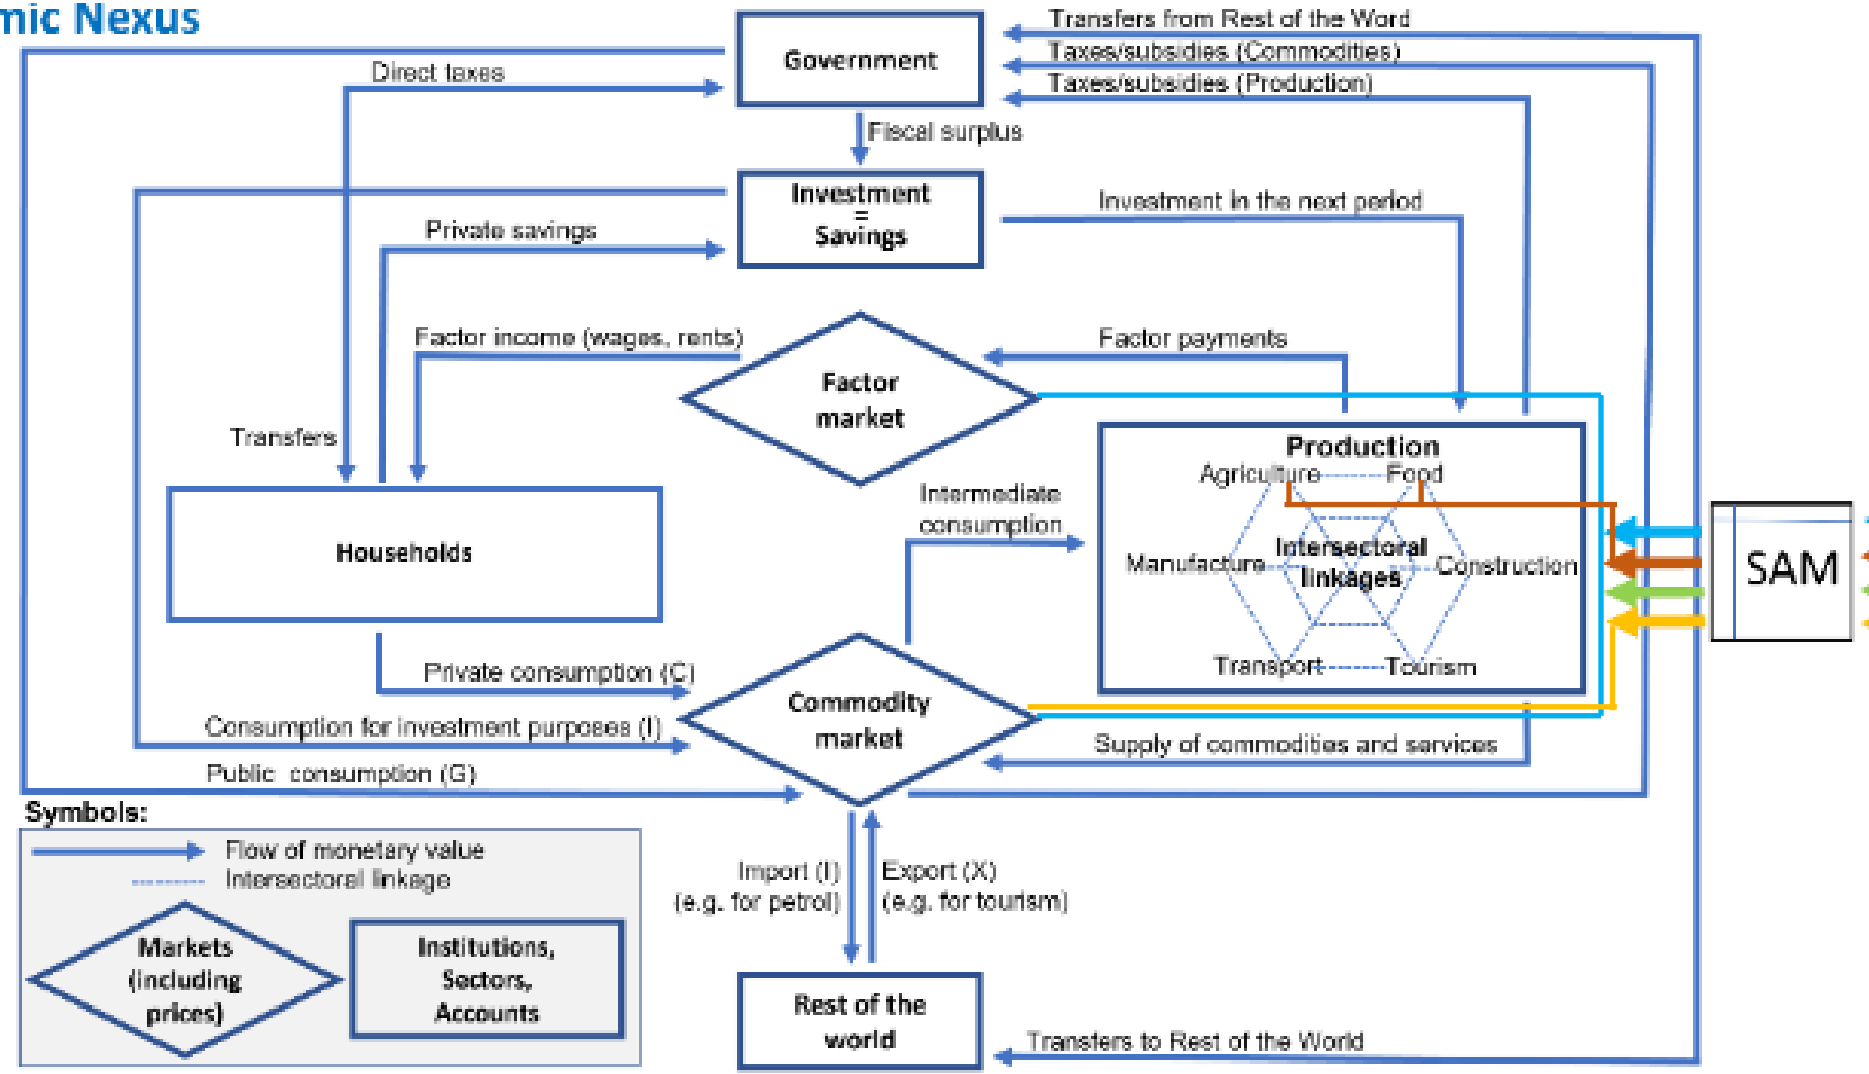 mic Nexus
Transfers from Rest of the Word
Taxes/subsidies (Commodities)
Taxes/subsidies (Production)
Government
Direct taxes
Fiscal surplus
Investment
=
Savings
Investment in the next period
Private savings
Factor income (wages, rents)
Factor payments
Factor
market
Transfers
Production
Agriculture
Food
Intermediate
consumption
Households
Intersectoral
linkages
Manufacture
Construction
SAM
Transport
Tourism
Private consumption (C)
Commodity
market
Consumption for investment purposes (I)
Supply of commodities and services
Public consumption (G)
Symbols:
Flow of monetary value
Intersectoral linkage
Import (I)
(e.g. for petrol)
Export (X)
(e.g. for tourism)
Markets
(including
prices)
Institutions,
Sectors,
Accounts
Rest of the
world
Transfers to Rest of the World